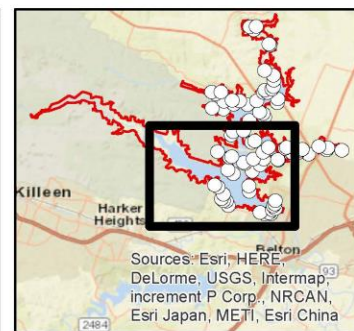 Killeen
Harker
Heights
Belton
93
Sources: Esri, HERE,
DeLorme, USGS, Intermap,
increment P Corp., NRCAN,
Esri Japan, METI, Esri China
2484